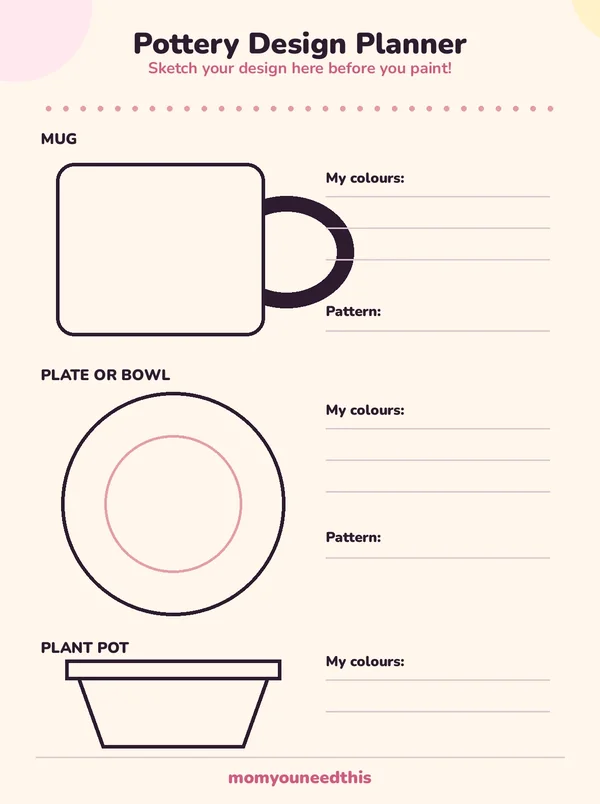 Pottery Design Planner
Sketch your design here before you paint!
MUG
My colours:
Pattern:
PLATE OR BOWL
My colours:
Pattern:
PLANT POT
My colours:
momyouneedthis